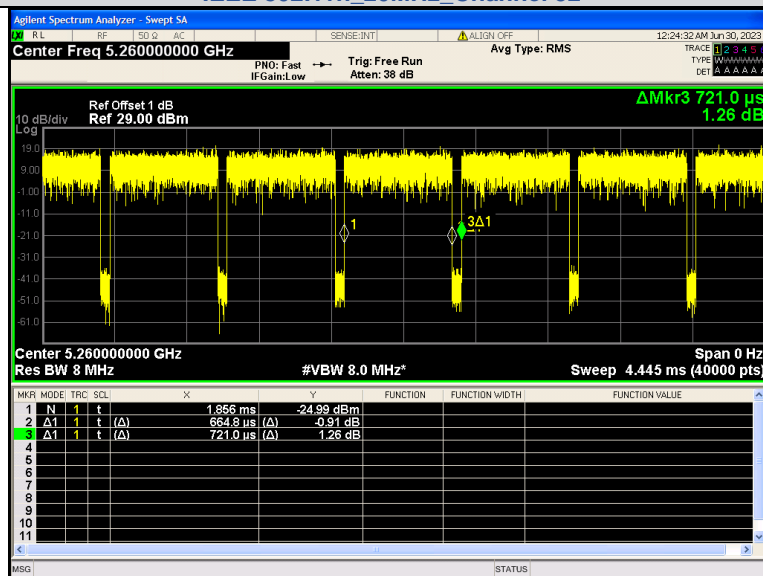 Agilent Spectrum Analyzer - Swept SA
LXI RL RF 50 Ω AC SENSE:INT ALIGN OFF 12:24:32 AM Jun 30, 2023
Center Freq 5.260000000 GHz
Avg Type: RMS
TRACE 1 2 3 4 5
PNO: Fast
Trig: Free Run
TYPE
IFGain:Low
Atten: 38 dB
DET A A A A A
ΔMkr3 721.0 µs
1.26 dB
Ref Offset 1 dB
10 dB/div Ref 29.00 dBm
Log
19.0
9.00
-1.00
-11.0
-21.0
-31.0
-41.0
-51.0
-61.0
1
3Δ1
Center 5.260000000 GHz Span 0 Hz
Res BW 8 MHz #VBW 8.0 MHz* Sweep 4.445 ms (40000 pts)
MKR MODE TRC SCL X Y FUNCTION FUNCTION WIDTH FUNCTION VALUE
1 N 1 t 1.856 ms -24.99 dBm
2 Δ1 1 t (Δ) 664.8 µs (Δ) -0.91 dB
3 Δ1 1 t (Δ) 721.0 µs (Δ) 1.26 dB
4
5
6
7
8
9
10
11
MSG STATUS